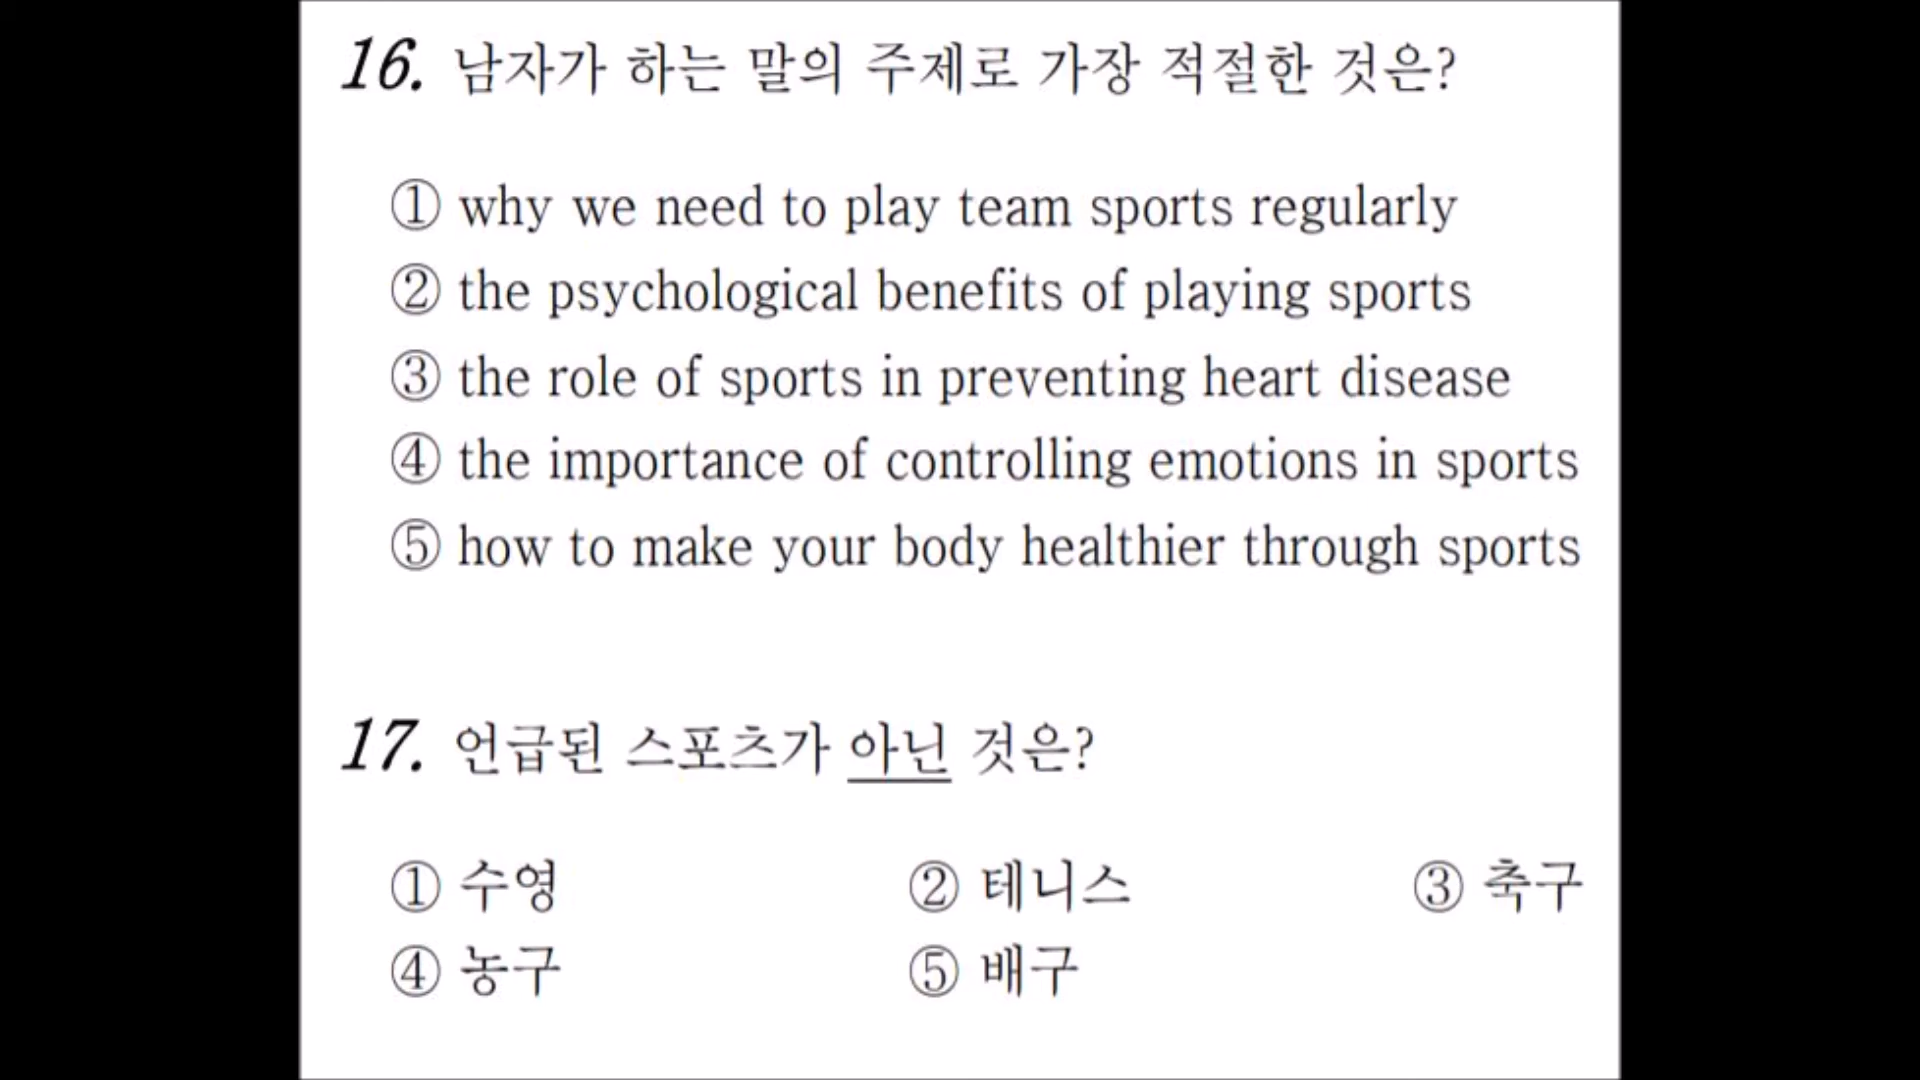 16. 남자가 하는 말의 주제로 가장 적절한 것은?
① why we need to play team sports regularly
② the psychological benefits of playing sports
③ the role of sports in preventing heart disease
④ the importance of controlling emotions in sports
⑤ how to make your body healthier through sports
17. 언급된 스포츠가 아닌 것은?
① 수영 ② 테니스 ③ 축구
④ 농구 ⑤ 배구